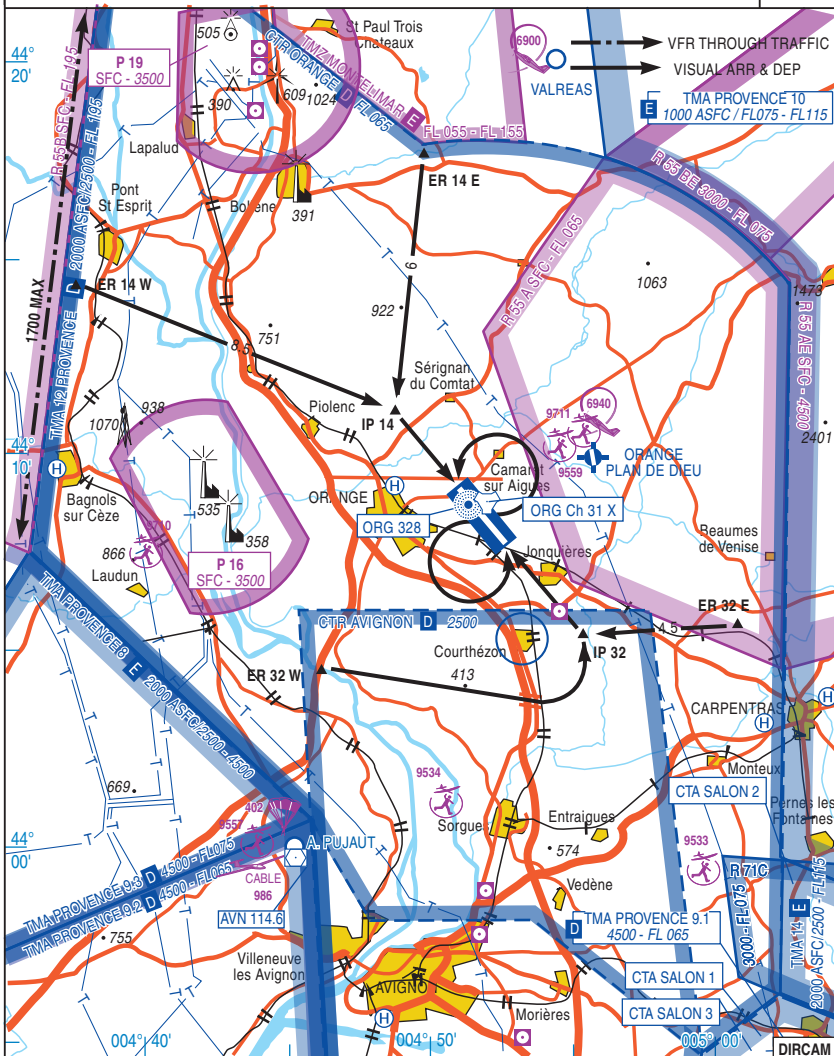 44°
20'
505
St Paul Trois
Chateaux
P 19
SFC - 3500
CTR ORANGE D FL 065
TMZ MONTELIMAR E FL 055 - FL 155
6900
VALREAS
VFR THROUGH TRAFFIC
VISUAL ARR & DEP
E TMA PROVENCE 10
1000 ASFC / FL075 - FL115
390
609
1024
Lapalud
R 55B SFC - FL 195
2000 ASFC/2500 - FL 195
TMA 12 PROVENCE D
1700 MAX
Pont
St Esprit
Bollène
391
ER 14 E
6
R 55 BE 3000 - FL 075
R 55 A SFC - FL 065
1063
1473
R 55 AE SFC - 4500
2401
ER 14 W
8.5
751
922
Sérignan
du Comtat
Piolenc
IP 14
938
1070
44°
10'
H
Bagnols
sur Cèze
9710
866
Laudun
535
358
P 16
SFC - 3500
ORANGE
H
ORG 328
Camaret
sur Aigues
ORG Ch 31 X
9711
6940
9559
ORANGE
PLAN DE DIEU
Jonquières
Beaumes
de Venise
TMA PROVENCE 8 E 2000 ASFC/2500 - 4500
CTR AVIGNON D 2500
Courthézon
ER 32 E
4.5
IP 32
ER 32 W
413
CARPENTRAS
H
H
Monteux
CTA SALON 2
Pernes les
Fontaines
669
9534
Sorgues
Entraigues
574
9533
44°
00'
402
9557
A. PUJAUT
CABLE
986
AVN 114.6
TMA PROVENCE 9.3 D 4500 - FL075
TMA PROVENCE 9.2 D 4500 - FL065
755
Vedène
R 71C
3000 - FL 075
TMA 14 E
2000 ASFC/2500 - FL115
D TMA PROVENCE 9.1
4500 - FL 065
Villeneuve
les Avignon
AVIGNON
H
Morières
CTA SALON 1
CTA SALON 3
004° 40'
004° 50'
005° 00'
DIRCAM